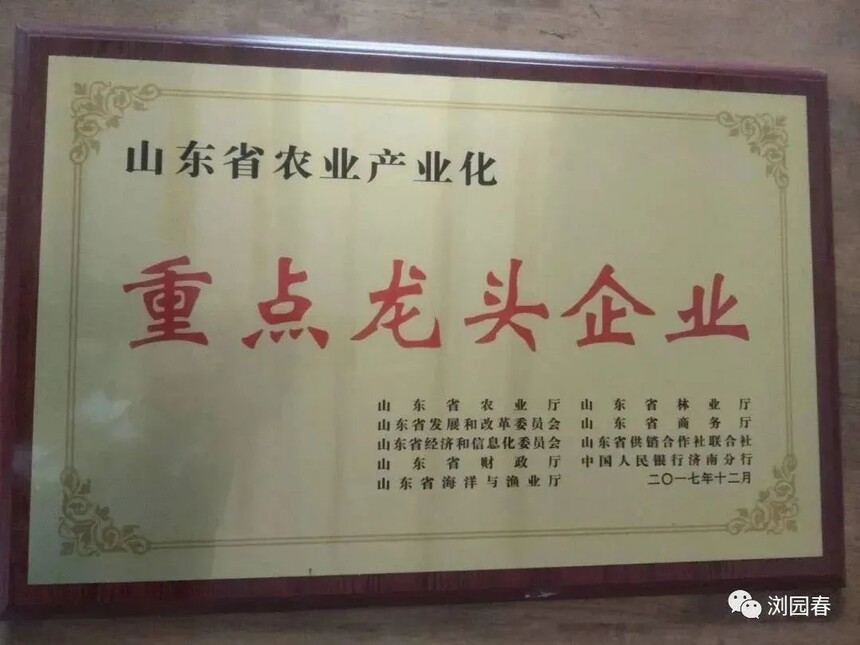 山东省农业产业化
重点龙头企业
山东省农业厅 山东省林业厅
山东省发展和改革委员会 山东省商务厅
山东省经济和信息化委员会 山东省供销合作社联合社
山东省财政厅 中国人民银行济南分行
山东省海洋与渔业厅 二〇一七年十二月
浏园春